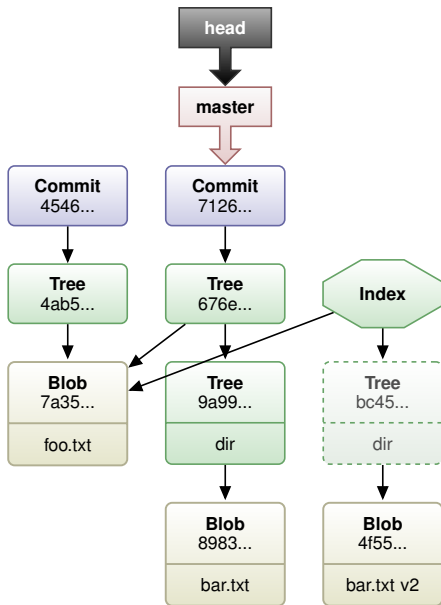 head
master
Commit
4546...
Commit
7126...
Tree
4ab5...
Tree
676e...
Index
Blob
7a35...
foo.txt
Tree
9a99...
dir
Tree
bc45...
dir
Blob
8983...
bar.txt
Blob
4f55...
bar.txt v2